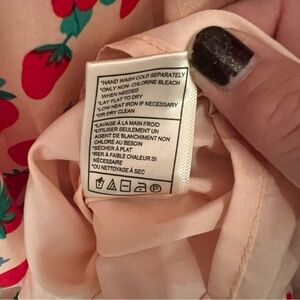 *HAND WASH COLD SEPARATELY
*ONLY NON- CHLORINE BLEACH
WHEN NEEDED
*LAY FLAT TO DRY
*LOW HEAT IRON IF NECESSARY
*OR DRY CLEAN
*LAVAGE À LA MAIN FROID
*UTILISER SEULEMENT UN
AGENT DE BLANCHIMENT NON
CHLORÉ AU BESOIN
*SÉCHER À PLAT
*FER À FAIBLE CHALEUR SI
NÉCESSAIRE
*OU NETTOYAGE À SEC